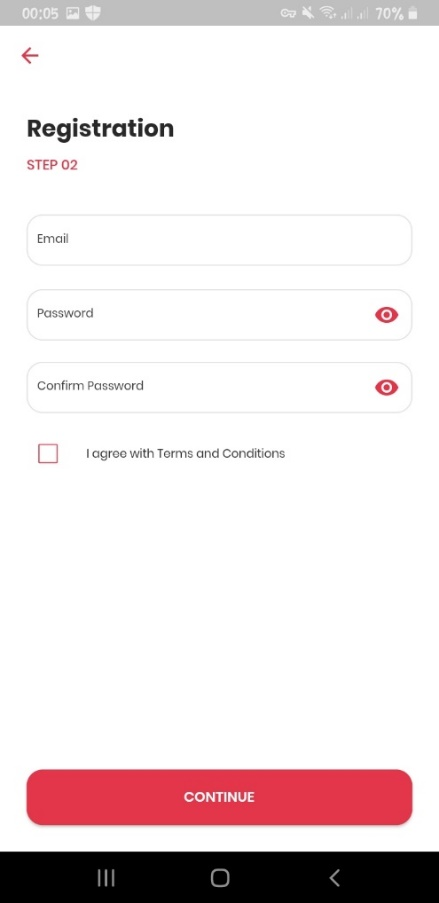 00:05 70%
Registration
STEP 02
Email
Password
Confirm Password
I agree with Terms and Conditions
CONTINUE